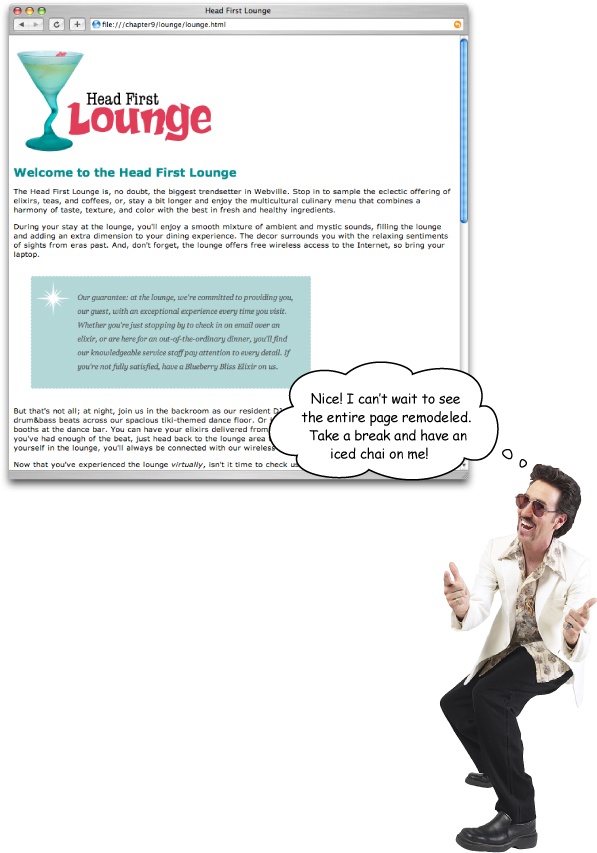 Head First Lounge
file:///chapter9/lounge/lounge.html
Head First
Lounge
Welcome to the Head First Lounge
The Head First Lounge is, no doubt, the biggest trendsetter in Webville. Stop in to sample the eclectic offering of
elixirs, teas, and coffees, or, stay a bit longer and enjoy the multicultural culinary menu that combines a
harmony of taste, texture, and color with the best in fresh and healthy ingredients.
During your stay at the lounge, you'll enjoy a smooth mixture of ambient and mystic sounds, filling the lounge
and adding an extra dimension to your dining experience. The decor surrounds you with the relaxing sentiments
of sights from eras past. And, don't forget, the lounge offers free wireless access to the Internet, so bring your
laptop.
Our guarantee: at the lounge, we're committed to providing you,
our guest, with an exceptional experience every time you visit.
Whether you're just stopping by to check in on email over an
elixir, or are here for an out-of-the-ordinary dinner, you'll find
our knowledgeable service staff pay attention to every detail. If
you're not fully satisfied, have a Blueberry Bliss Elixir on us.
But that's not all; at night, join us in the backroom as our resident
drum&bass beats across our spacious tiki-themed dance floor. Or
booths at the dance bar. You can have your elixirs delivered from
you've had enough of the beat, just head back to the lounge area
yourself in the lounge, you'll always be connected with our wireless
Now that you've experienced the lounge virtually, isn't it time to check us
Nice! I can't wait to see
the entire page remodeled.
Take a break and have an
iced chai on me!